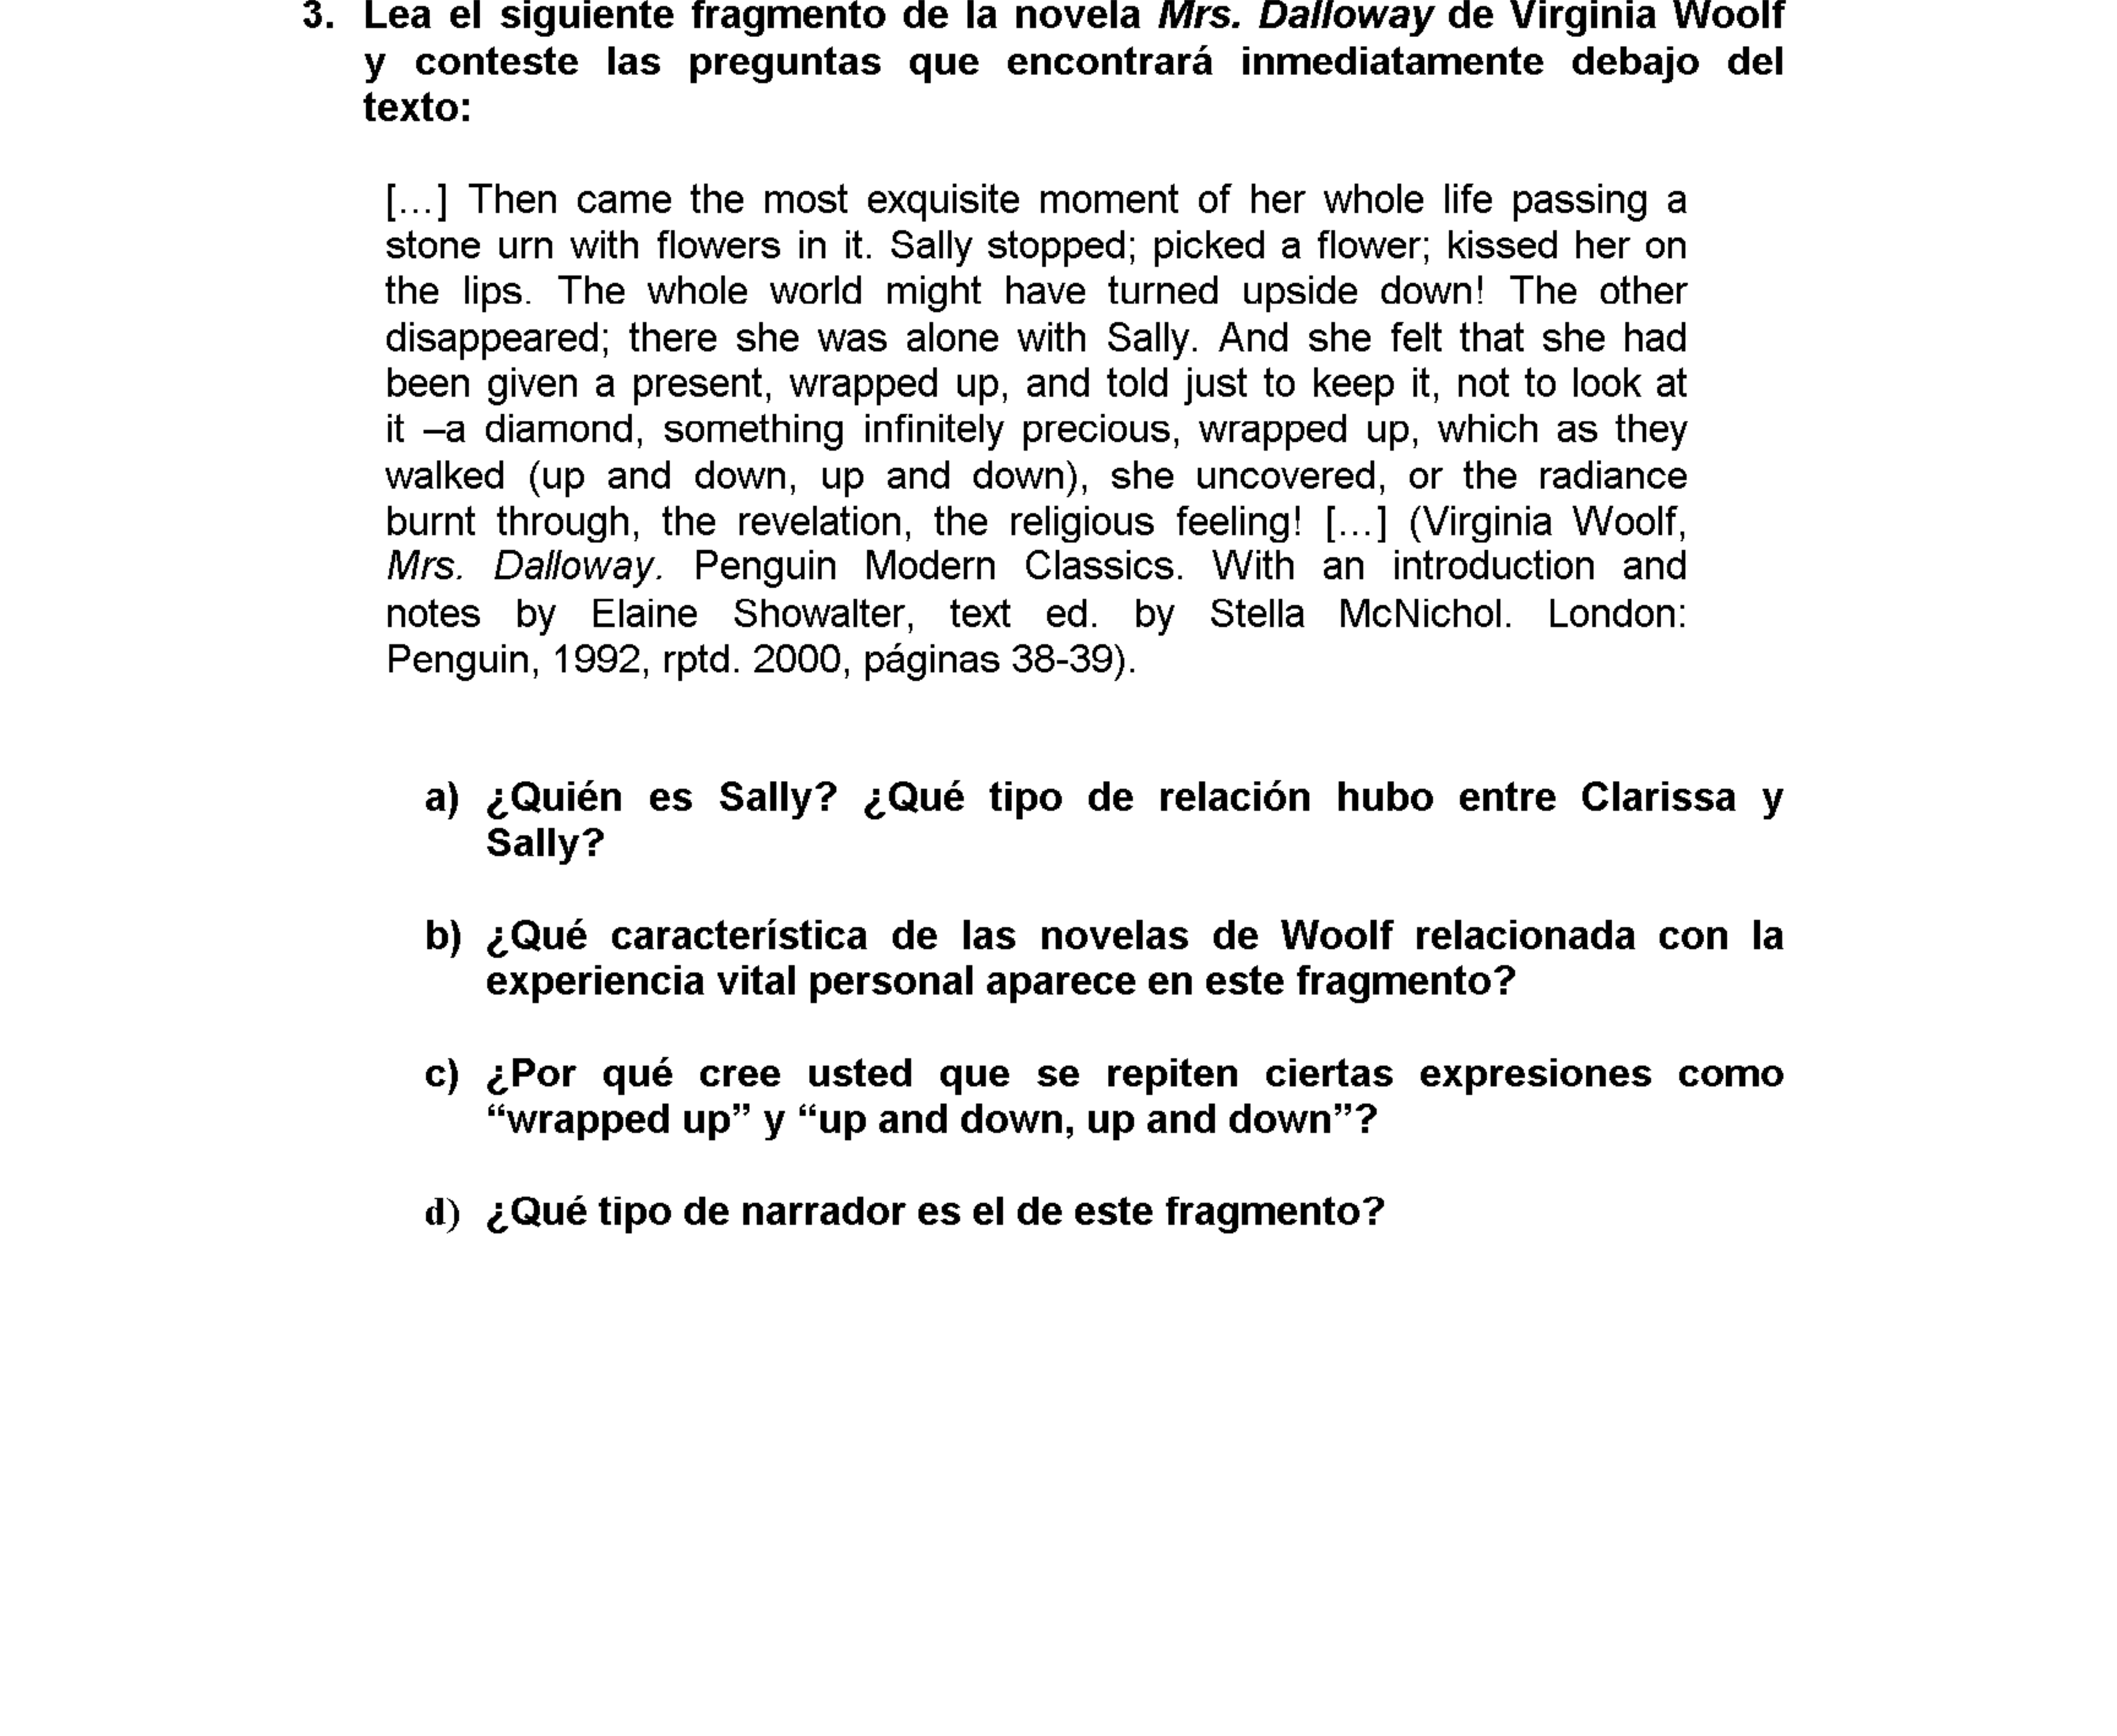 3. Lea el siguiente fragmento de la novela Mrs. Dalloway de Virginia Woolf
y conteste las preguntas que encontrará inmediatamente debajo del
texto:
[…] Then came the most exquisite moment of her whole life passing a
stone urn with flowers in it. Sally stopped; picked a flower; kissed her on
the lips. The whole world might have turned upside down! The other
disappeared; there she was alone with Sally. And she felt that she had
been given a present, wrapped up, and told just to keep it, not to look at
it –a diamond, something infinitely precious, wrapped up, which as they
walked (up and down, up and down), she uncovered, or the radiance
burnt through, the revelation, the religious feeling! […] (Virginia Woolf,
Mrs. Dalloway. Penguin Modern Classics. With an introduction and
notes by Elaine Showalter, text ed. by Stella McNichol. London:
Penguin, 1992, rptd. 2000, páginas 38-39).
a) ¿Quién es Sally? ¿Qué tipo de relación hubo entre Clarissa y
Sally?
b) ¿Qué característica de las novelas de Woolf relacionada con la
experiencia vital personal aparece en este fragmento?
c) ¿Por qué cree usted que se repiten ciertas expresiones como
“wrapped up” y “up and down, up and down”?
d) ¿Qué tipo de narrador es el de este fragmento?